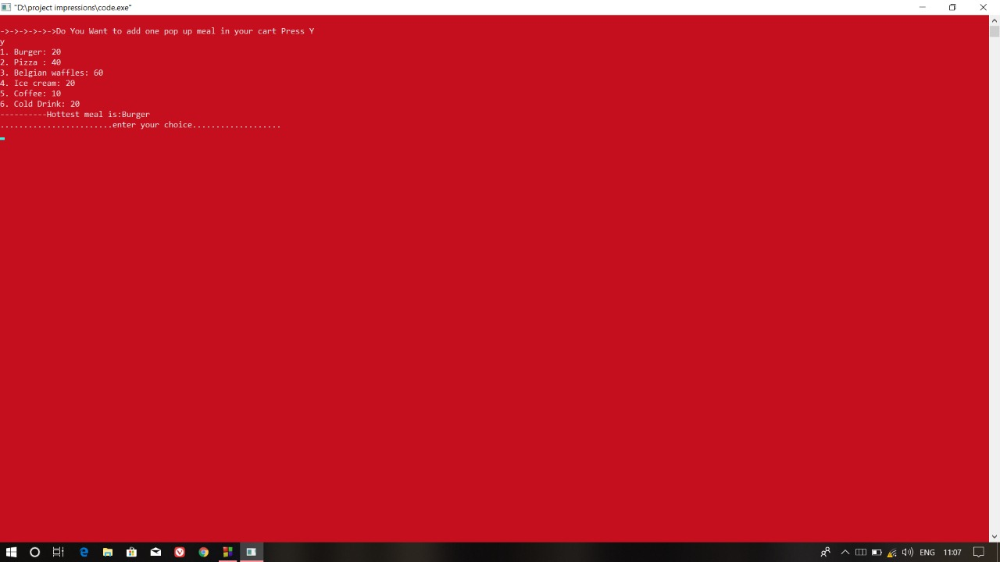 "D:\project impressions\code.exe"
->->->->->->Do You Want to add one pop up meal in your cart Press Y
y
1. Burger: 20
2. Pizza : 40
3. Belgian waffles: 60
4. Ice cream: 20
5. Coffee: 10
6. Cold Drink: 20
----------Hottest meal is:Burger
........................enter your choice...................
ENG 11:07